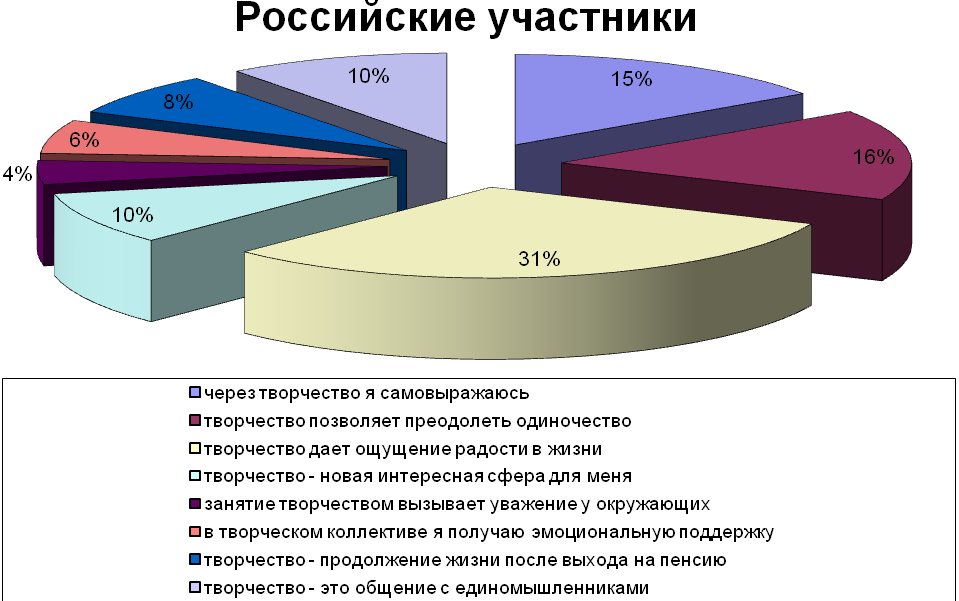 Российские участники
10%
15%
8%
6%
16%
4%
10%
31%
через творчество я самовыражаюсь
творчество позволяет преодолеть одиночество
творчество дает ощущение радости в жизни
творчество - новая интересная сфера для меня
занятие творчеством вызывает уважение у окружающих
в творческом коллективе я получаю эмоциональную поддержку
творчество - продолжение жизни после выхода на пенсию
творчество - это общение с единомышленниками